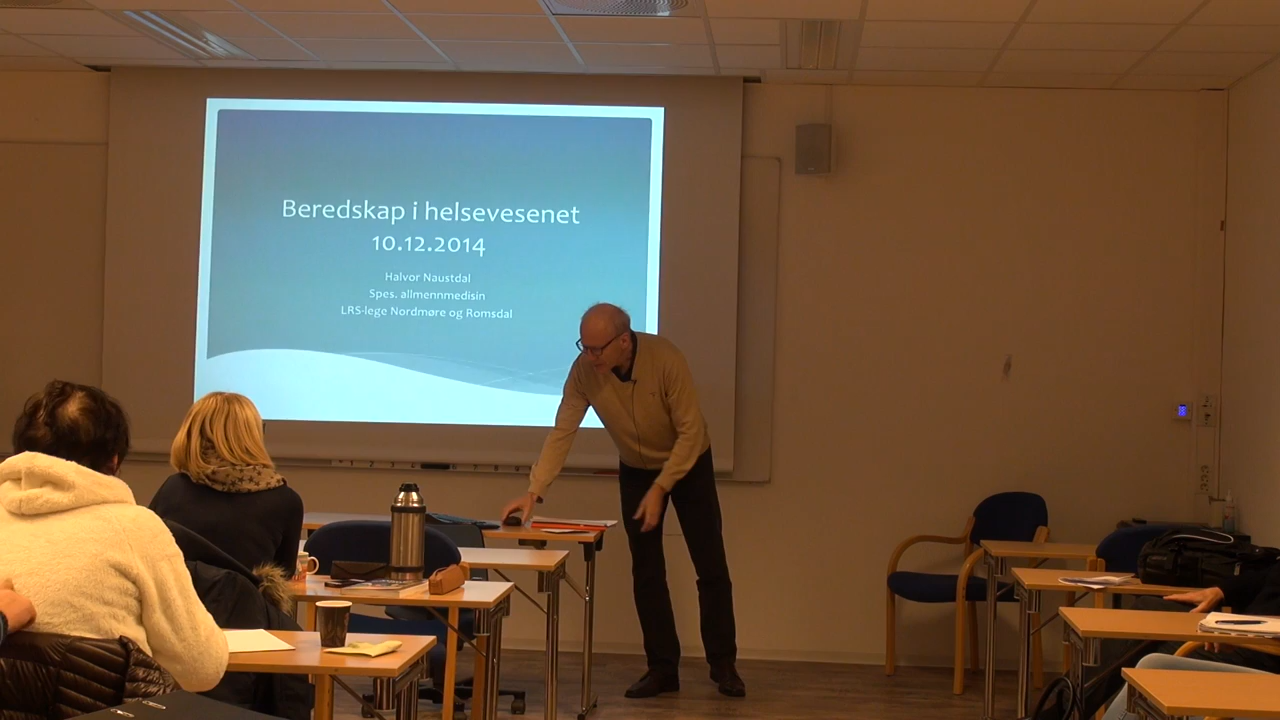 Beredskap i helsevesenet
10.12.2014
Halvor Naustdal
Spes. allmennmedisin
LRS-lege Nordmøre og Romsdal